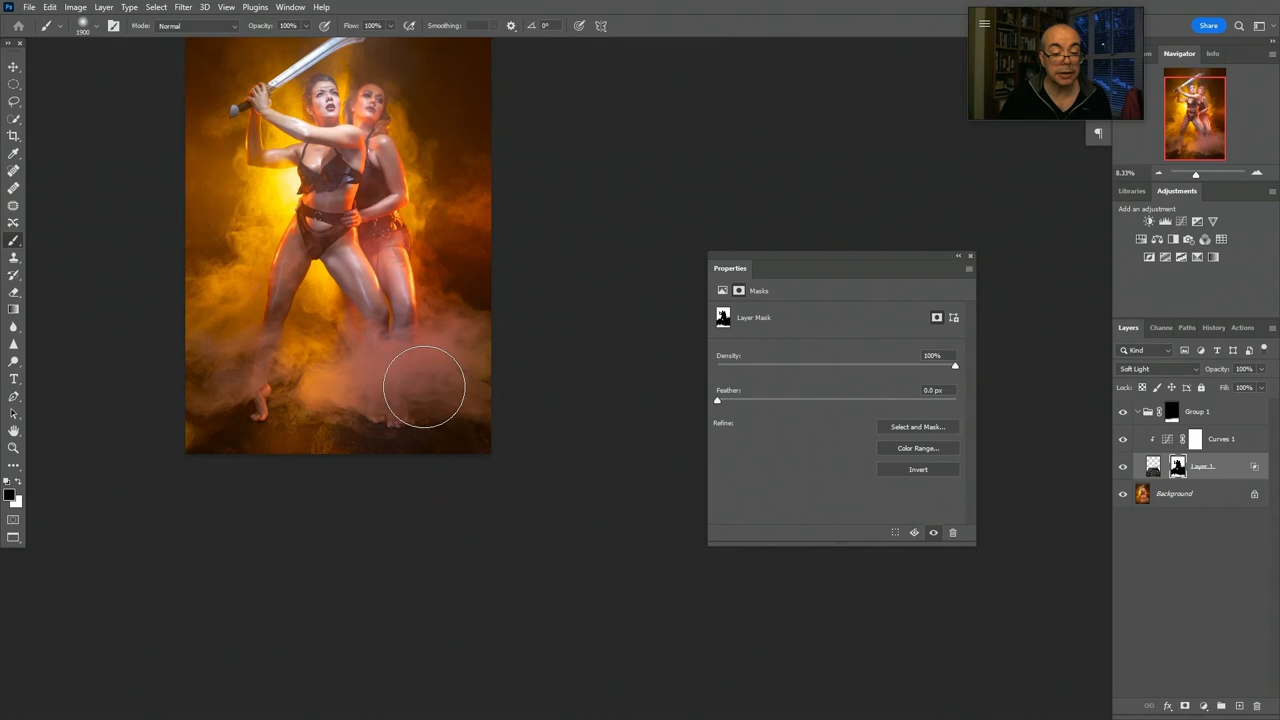 File Edit Image Layer Type Select Filter 3D View Plugins Window Help
1900 Mode: Normal Opacity: 100% Flow: 100% Smoothing: 0° Share
Navigator Info
8.33%
Libraries Adjustments
Add an adjustment
Properties
Masks
Layer Mask
Density: 100%
Feather: 0.0 px
Refine:
Select and Mask...
Color Range...
Invert
Layers Channe Paths History Actions
Kind
Soft Light Opacity: 100%
Lock: Fill: 100%
Group 1
Curves 1
Layer 1
Background